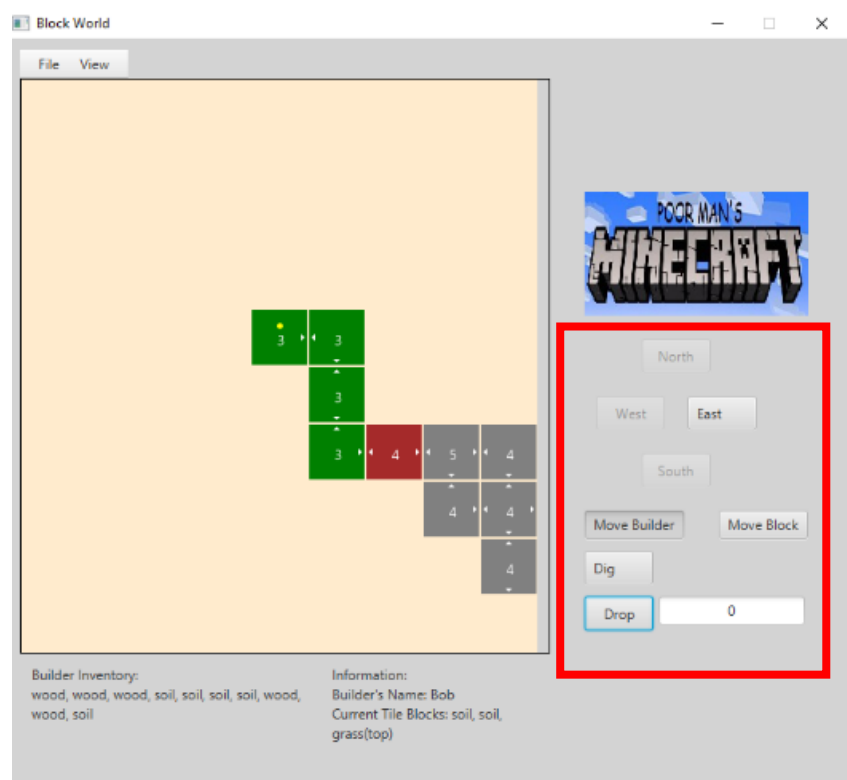 Block World
File View
POOR MAN'S
MINECRAFT
3 3
3
3 4 5 4
4 4
4
North
West East
South
Move Builder Move Block
Dig
Drop 0
Builder Inventory:
wood, wood, wood, soil, soil, soil, soil, wood,
wood, soil
Information:
Builder's Name: Bob
Current Tile Blocks: soil, soil,
grass(top)